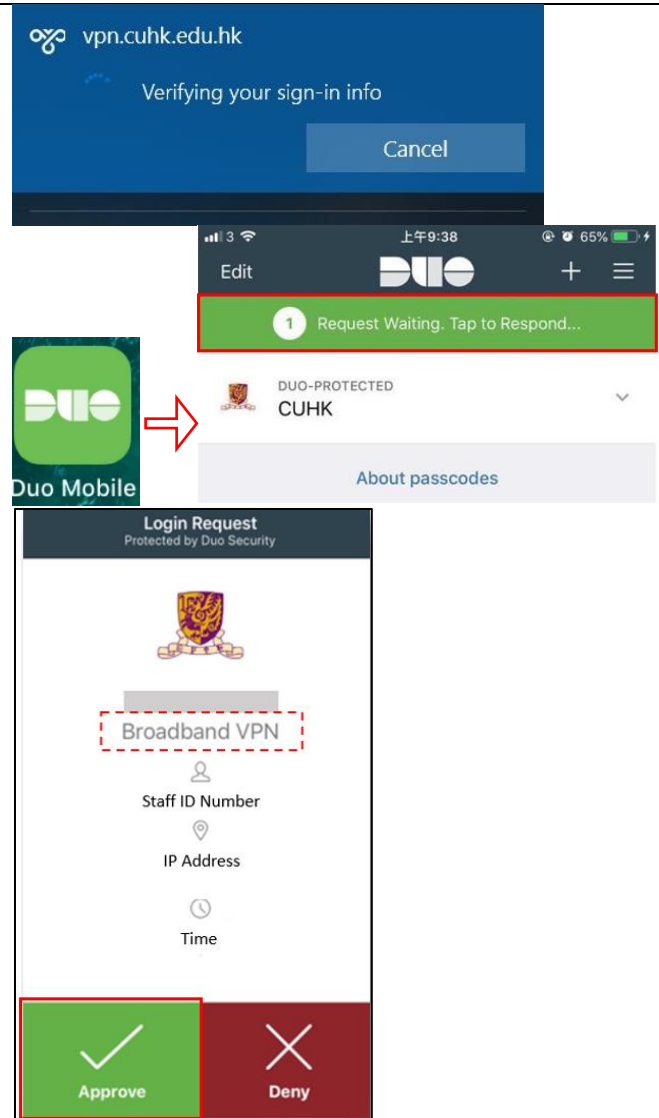 vpn.cuhk.edu.hk
Verifying your sign-in info
Cancel
3 上午9:38 65%
Edit DUO +
1 Request Waiting. Tap to Respond...
DUO-PROTECTED
CUHK
About passcodes
DUO
Duo Mobile
Login Request
Protected by Duo Security
Broadband VPN
Staff ID Number
IP Address
Time
Approve Deny